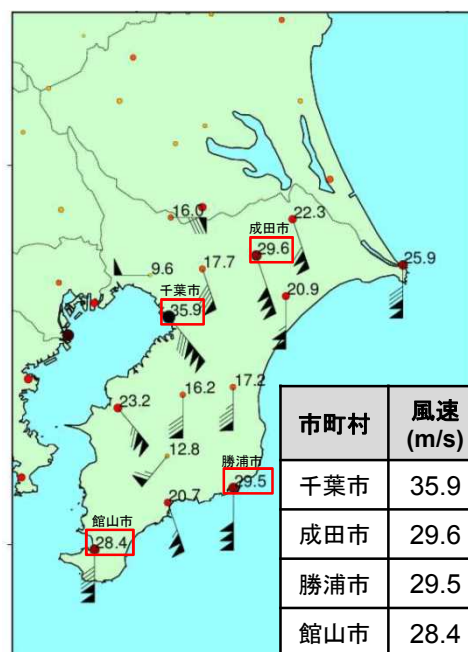 22.3
16.0
成田市
29.6
25.9
9.6
17.7
千葉市
35.9
20.9
16.2
17.2
23.2
12.8
勝浦市
29.5
20.7
館山市
28.4
市町村 風速
(m/s)
千葉市 35.9
成田市 29.6
勝浦市 29.5
館山市 28.4